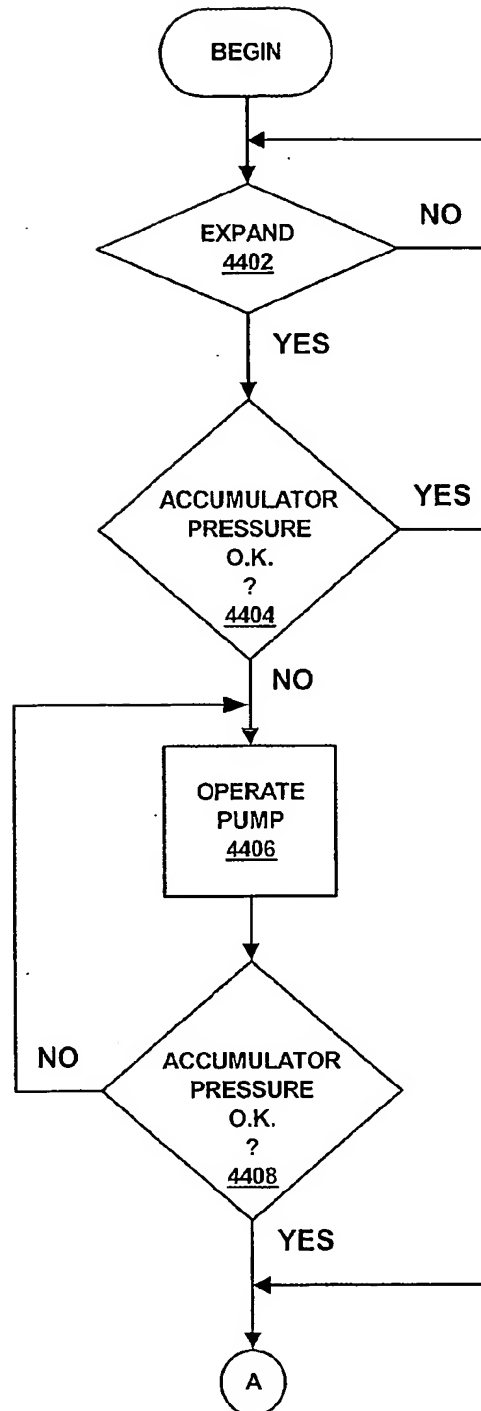 BEGIN
EXPAND
4402
NO
YES
ACCUMULATOR
PRESSURE
O.K.
?
4404
YES
NO
OPERATE
PUMP
4406
NO
ACCUMULATOR
PRESSURE
O.K.
?
4408
YES
A